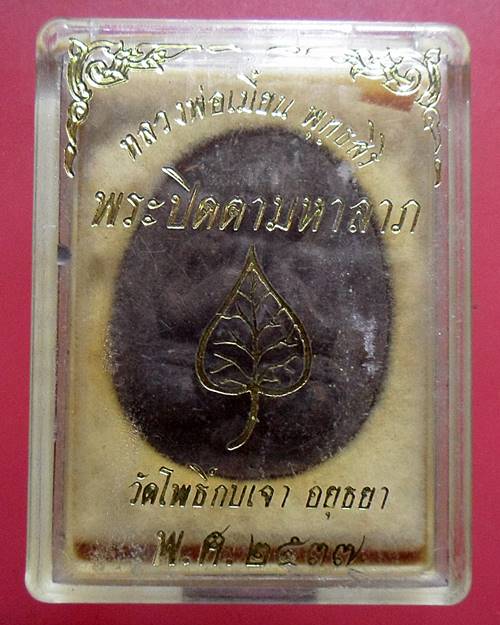 หลวงพ่อเมี้ยน พุทธสิริ
พระปิดตามหาลาภ
วัดโพธิ์กบเจา อยุธยา
พ.ศ.๒๕๓๗